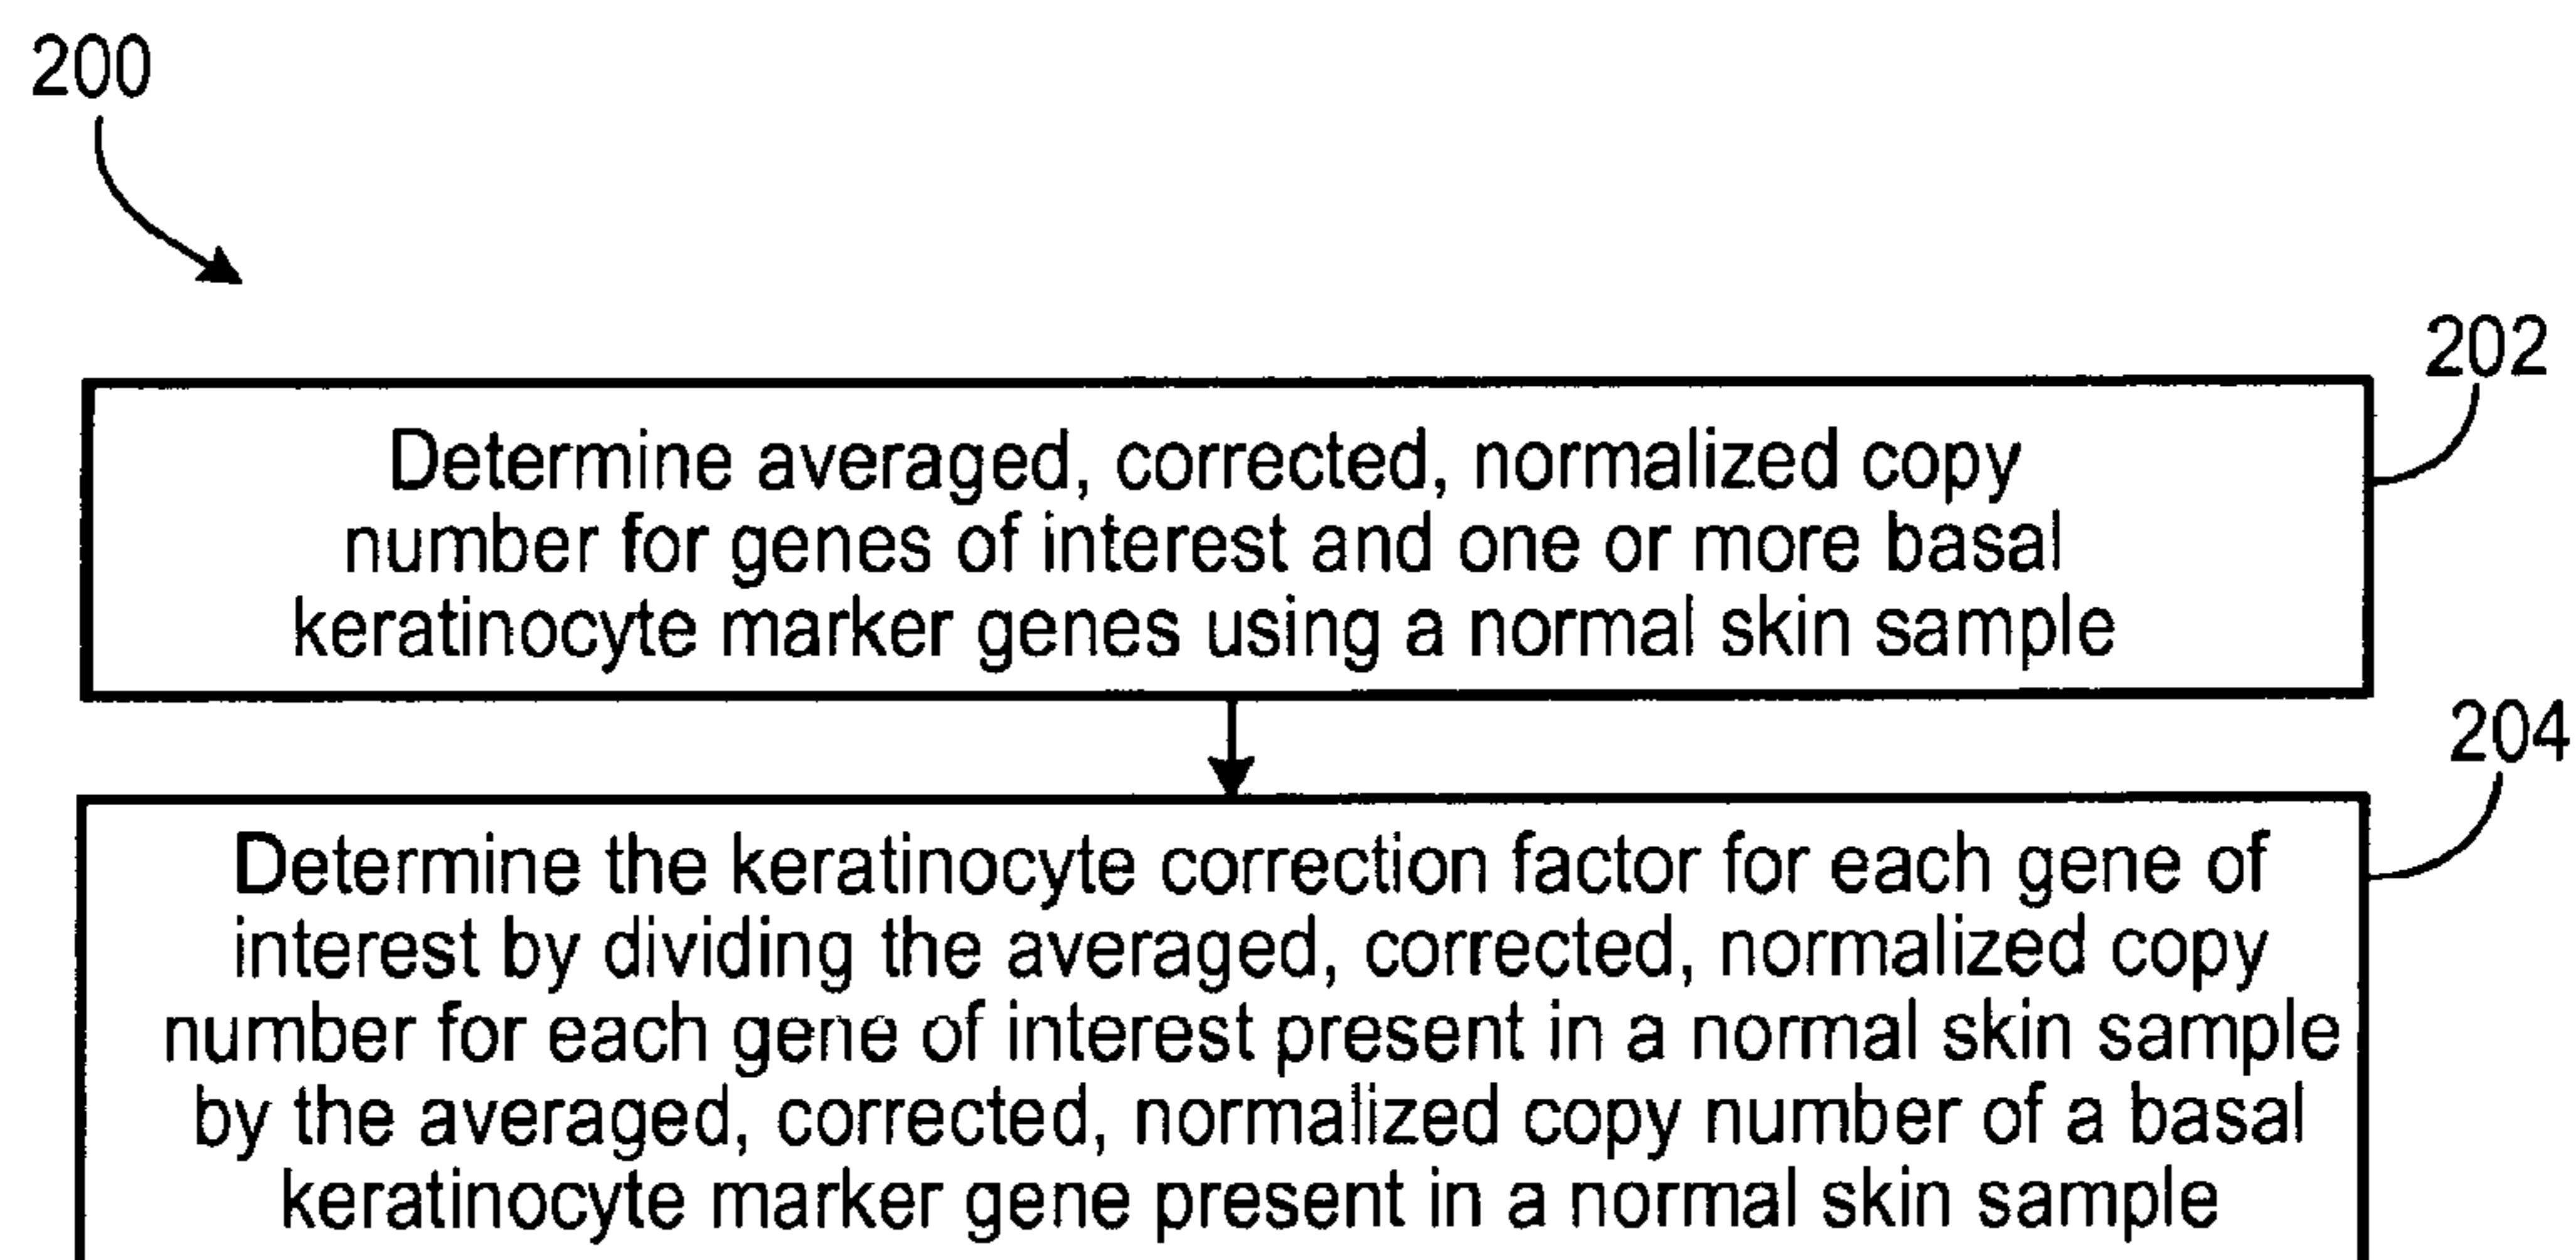 200
202
Determine averaged, corrected, normalized copy
number for genes of interest and one or more basal
keratinocyte marker genes using a normal skin sample
204
Determine the keratinocyte correction factor for each gene of
interest by dividing the averaged, corrected, normalized copy
number for each gene of interest present in a normal skin sample
by the averaged, corrected, normalized copy number of a basal
keratinocyte marker gene present in a normal skin sample